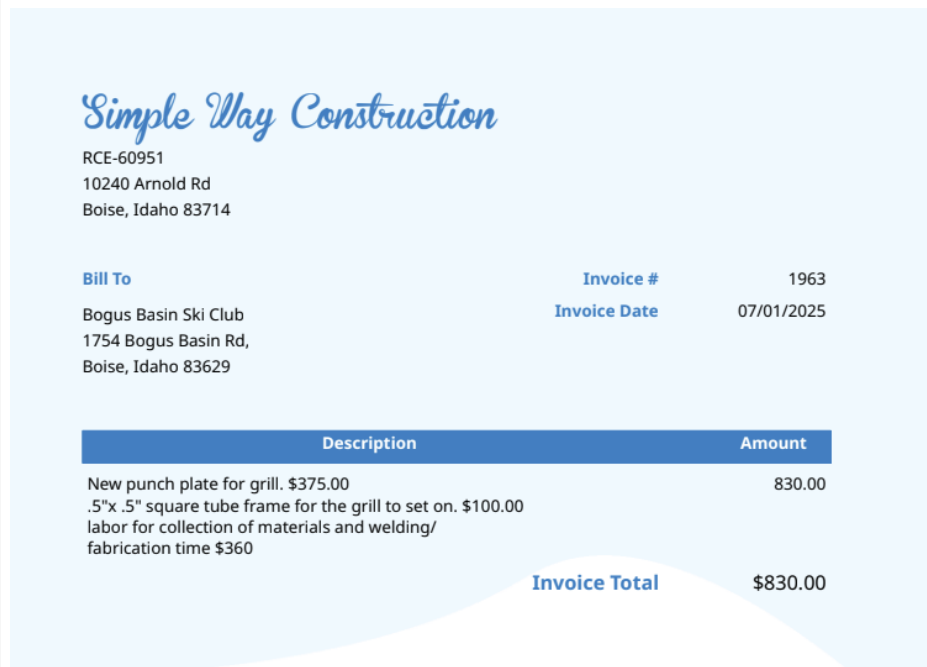 Simple Way Construction
RCE-60951
10240 Arnold Rd
Boise, Idaho 83714
Bill To
Bogus Basin Ski Club
1754 Bogus Basin Rd,
Boise, Idaho 83629
Invoice # 1963
Invoice Date 07/01/2025
Description Amount
New punch plate for grill. $375.00 830.00
.5"x .5" square tube frame for the grill to set on. $100.00
labor for collection of materials and welding/
fabrication time $360
Invoice Total $830.00